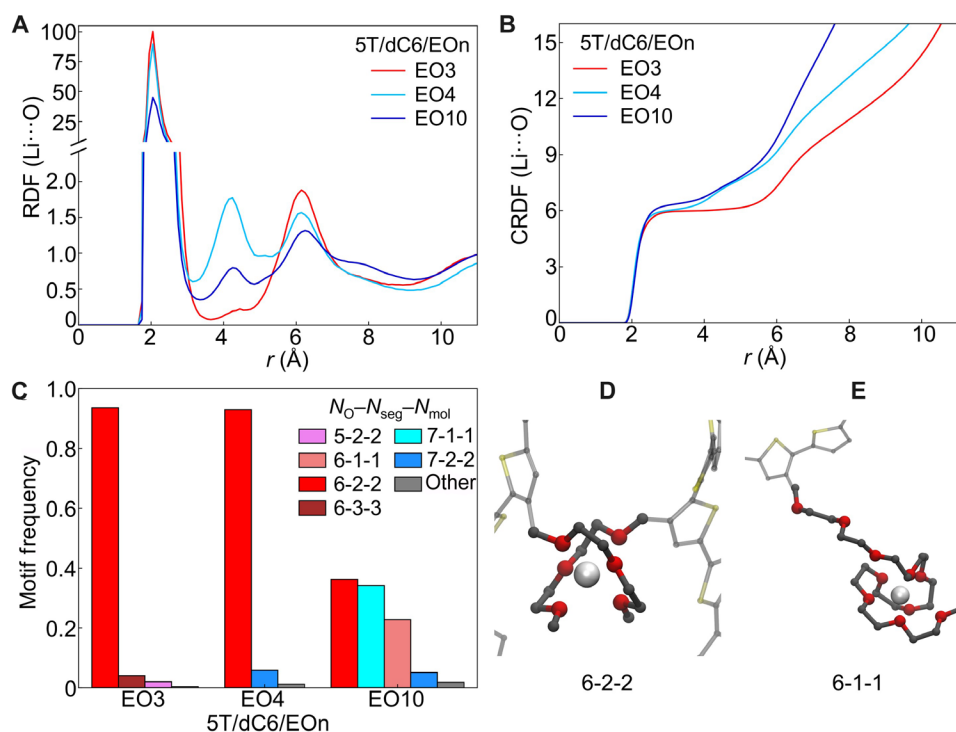 A
5T/dC6/EOn
EO3
EO4
EO10
RDF (Li···O)
100
75
50
25
2.0
1.5
1.0
0.5
0
0 2 4 6 8 10
r (Å)
B
5T/dC6/EOn
EO3
EO4
EO10
CRDF (Li···O)
15
12
9
6
3
0
0 2 4 6 8 10
r (Å)
C
N_O–N_seg–N_mol
5-2-2
6-1-1
6-2-2
6-3-3
7-1-1
7-2-2
Other
Motif frequency
1.0
0.8
0.6
0.4
0.2
0
EO3 EO4 EO10
5T/dC6/EOn
D
6-2-2
E
6-1-1